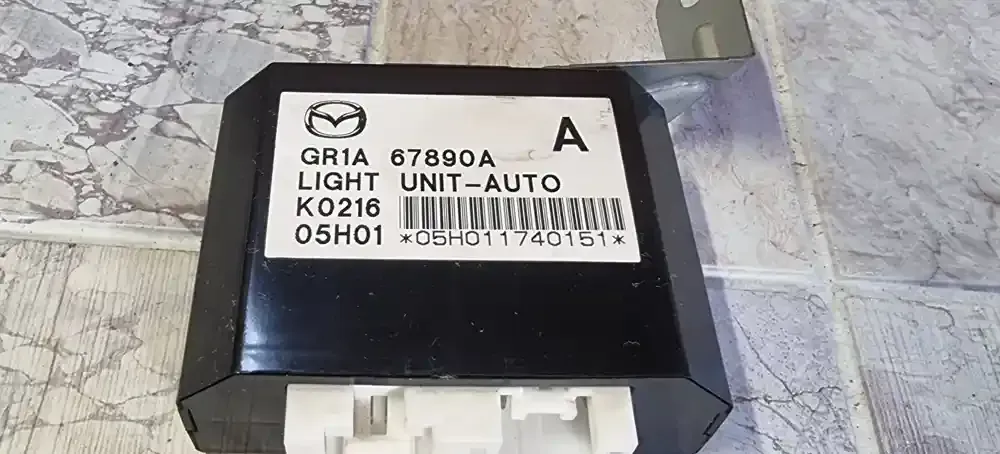 A
GR1A 67890A
LIGHT UNIT-AUTO
K0216
05H01 *05H011740151*